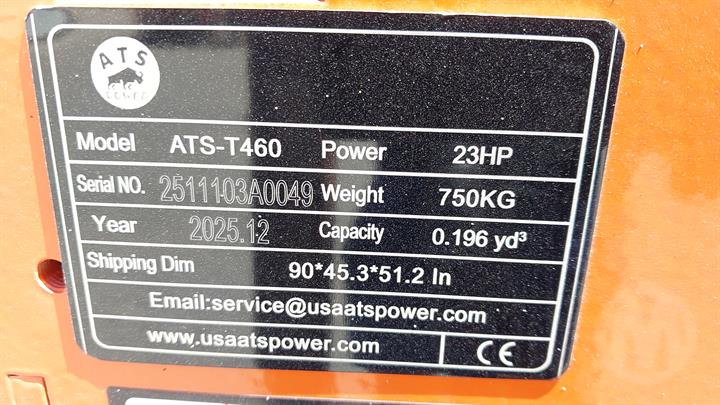 ATS
POWER
Model ATS-T460 Power 23HP
Serial NO. 2511103A0049 Weight 750KG
Year 2025.12 Capacity 0.196 yd³
Shipping Dim 90*45.3*51.2 In
Email:service@usaatspower.com
www.usaatspower.com CE